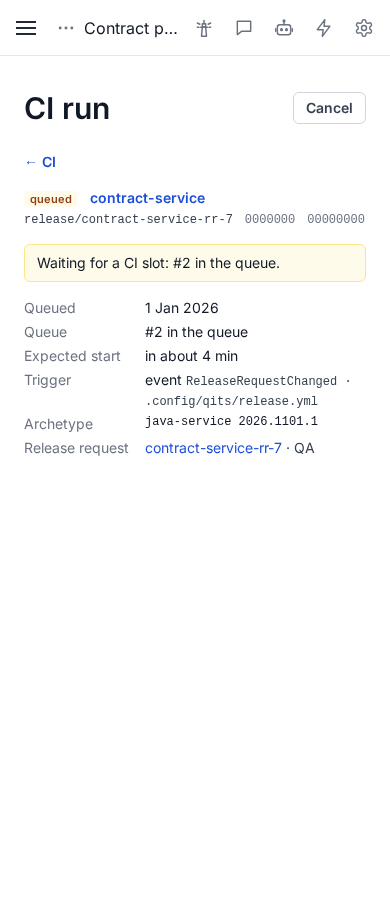 Contract p...
CI run
Cancel
← CI
queued contract-service
release/contract-service-rr-7 0000000 00000000
Waiting for a CI slot: #2 in the queue.
Queued 1 Jan 2026
Queue #2 in the queue
Expected start in about 4 min
Trigger event ReleaseRequestChanged ·
.config/qits/release.yml
Archetype java-service 2026.1101.1
Release request contract-service-rr-7 · QA